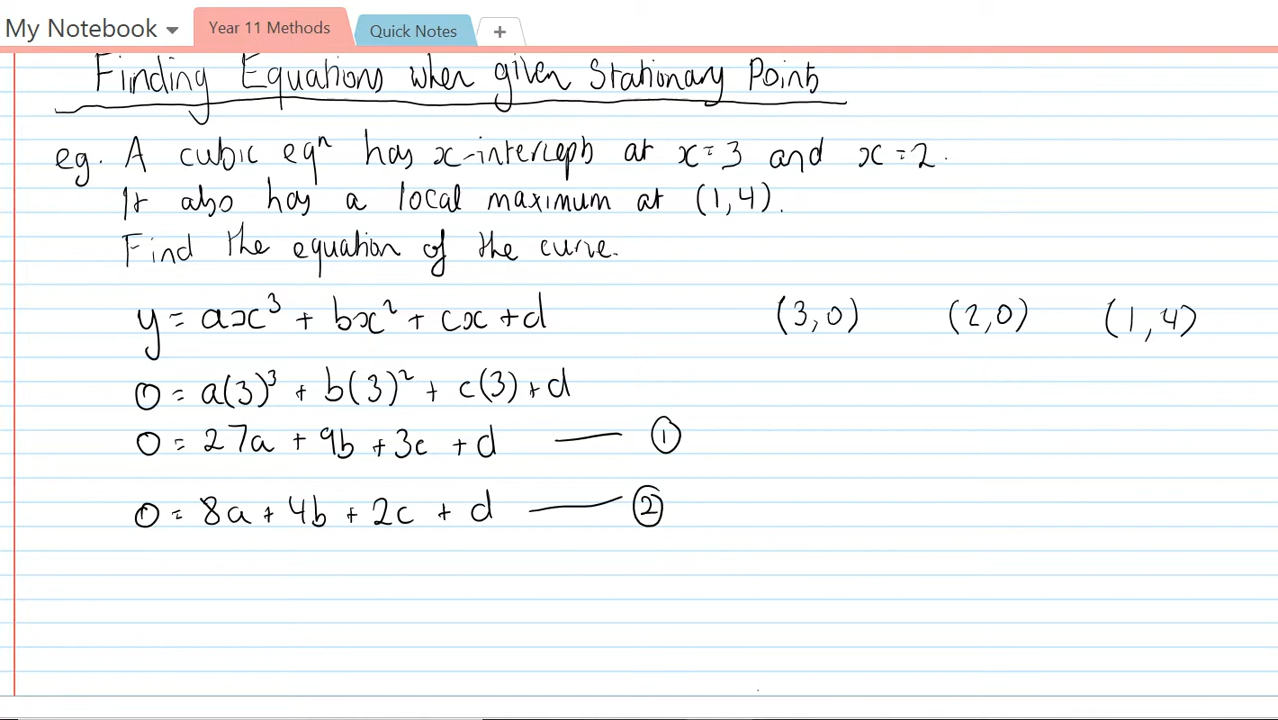 My Notebook Year 11 Methods Quick Notes +
Finding Equations when given Stationary Points
eg. A cubic eqⁿ has x-intercepts at x=3 and x=2.
It also has a local maximum at (1,4).
Find the equation of the curve.
y = ax³ + bx² + cx + d (3,0) (2,0) (1,4)
0 = a(3)³ + b(3)² + c(3) + d
0 = 27a + 9b + 3c + d — ①
0 = 8a + 4b + 2c + d — ②